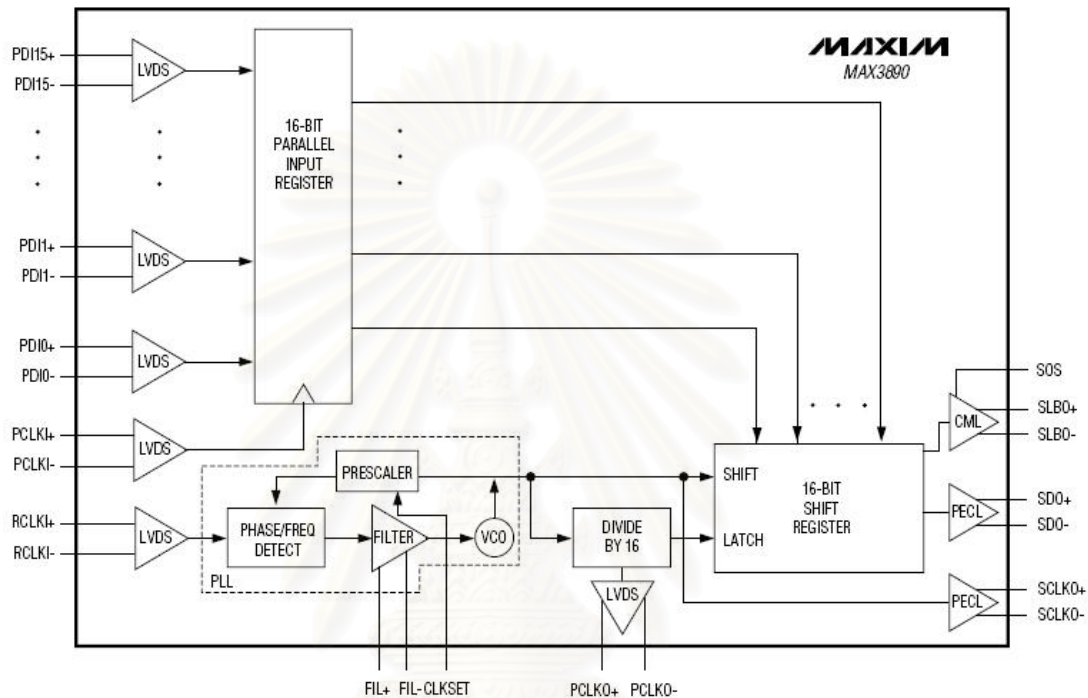 MAXIM
MAX3890
PDI15+
PDI15-
LVDS
16-BIT
PARALLEL
INPUT
REGISTER
PDI1+
PDI1-
LVDS
PDI0+
PDI0-
LVDS
PCLKI+
PCLKI-
LVDS
RCLKI+
RCLKI-
LVDS
PRESCALER
PHASE/FREQ
DETECT
FILTER
VCO
PLL
DIVIDE
BY 16
LVDS
SHIFT
LATCH
16-BIT
SHIFT
REGISTER
CML
SOS
SLBO+
SLBO-
PECL
SDO+
SDO-
PECL
SCLKO+
SCLKO-
FIL+
FIL-
CLKSET
PCLKO+
PCLKO-